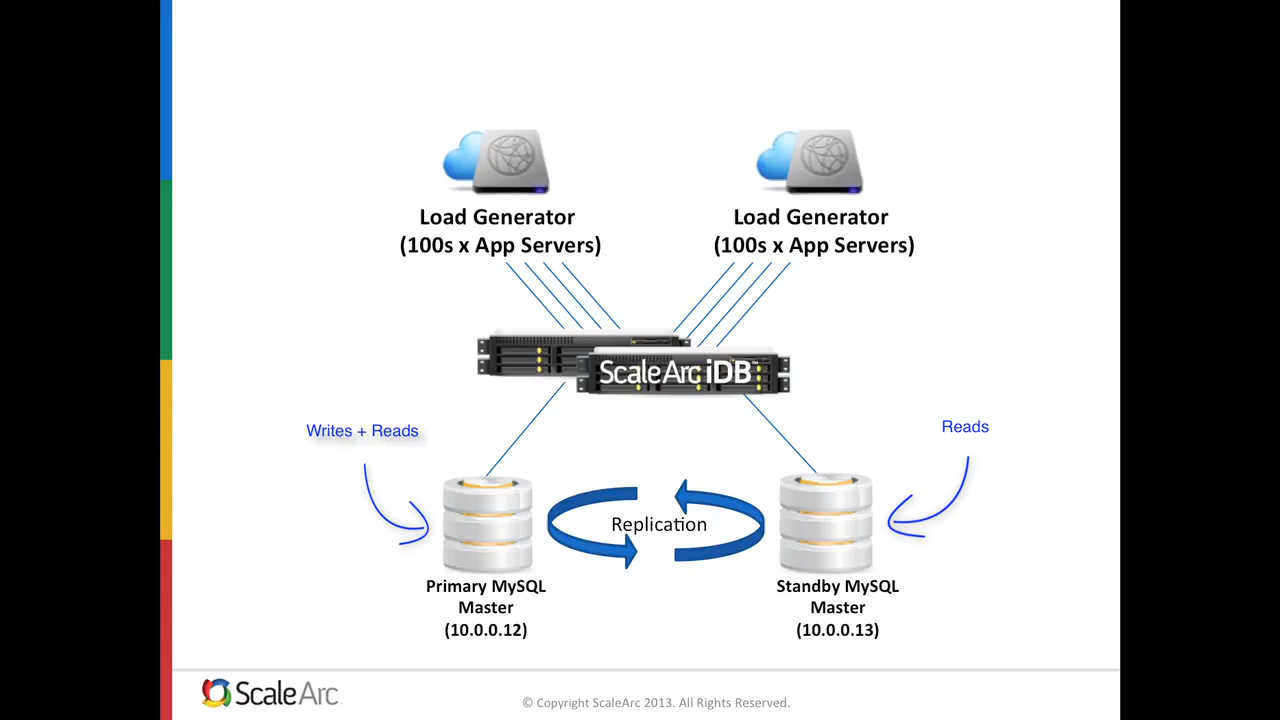 Load Generator
(100s x App Servers)
Load Generator
(100s x App Servers)
ScaleArc iDB™
Writes + Reads
Reads
Replication
Primary MySQL
Master
(10.0.0.12)
Standby MySQL
Master
(10.0.0.13)
ScaleArc
© Copyright ScaleArc 2013. All Rights Reserved.